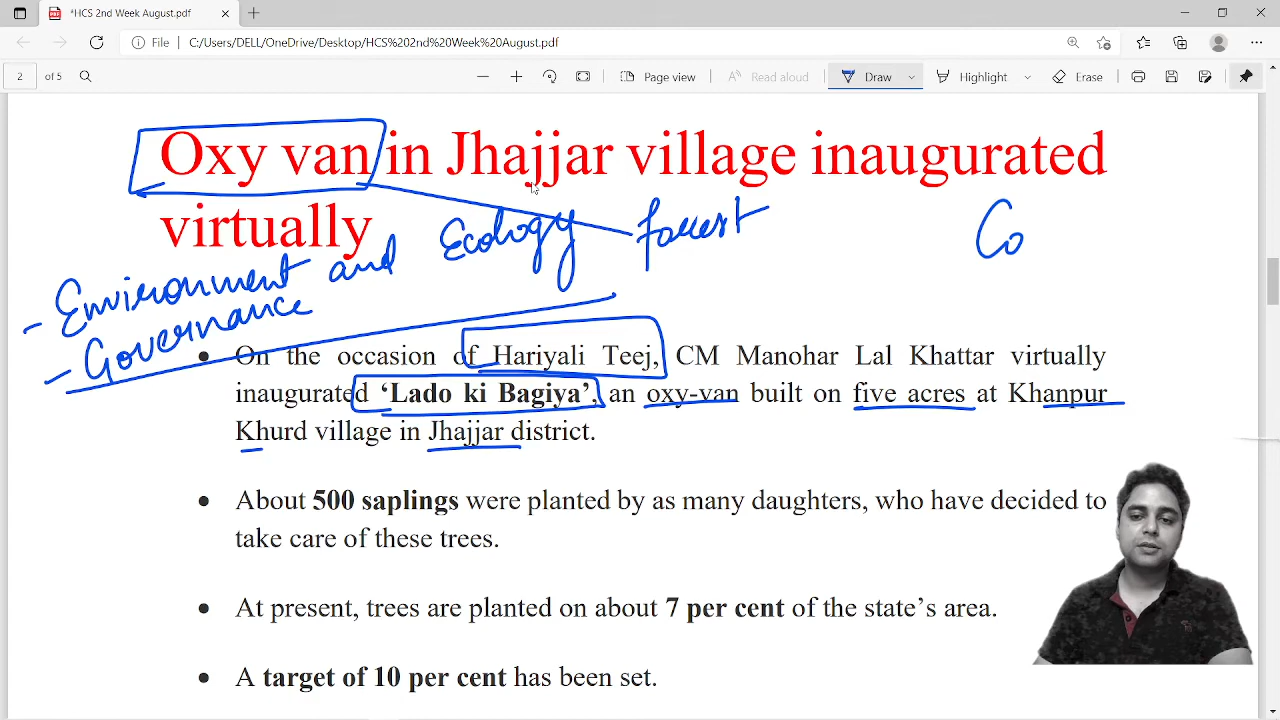 *HCS 2nd Week August.pdf
File C:/Users/DELL/OneDrive/Desktop/HCS%202nd%20Week%20August.pdf
2 of 5 Page view Read aloud Draw Highlight Erase
Oxy van in Jhajjar village inaugurated
virtually
Ecology forest Co
- Environment and
- Governance
• On the occasion of Hariyali Teej, CM Manohar Lal Khattar virtually
inaugurated ‘Lado ki Bagiya’, an oxy-van built on five acres at Khanpur
Khurd village in Jhajjar district.
• About 500 saplings were planted by as many daughters, who have decided to
take care of these trees.
• At present, trees are planted on about 7 per cent of the state’s area.
• A target of 10 per cent has been set.